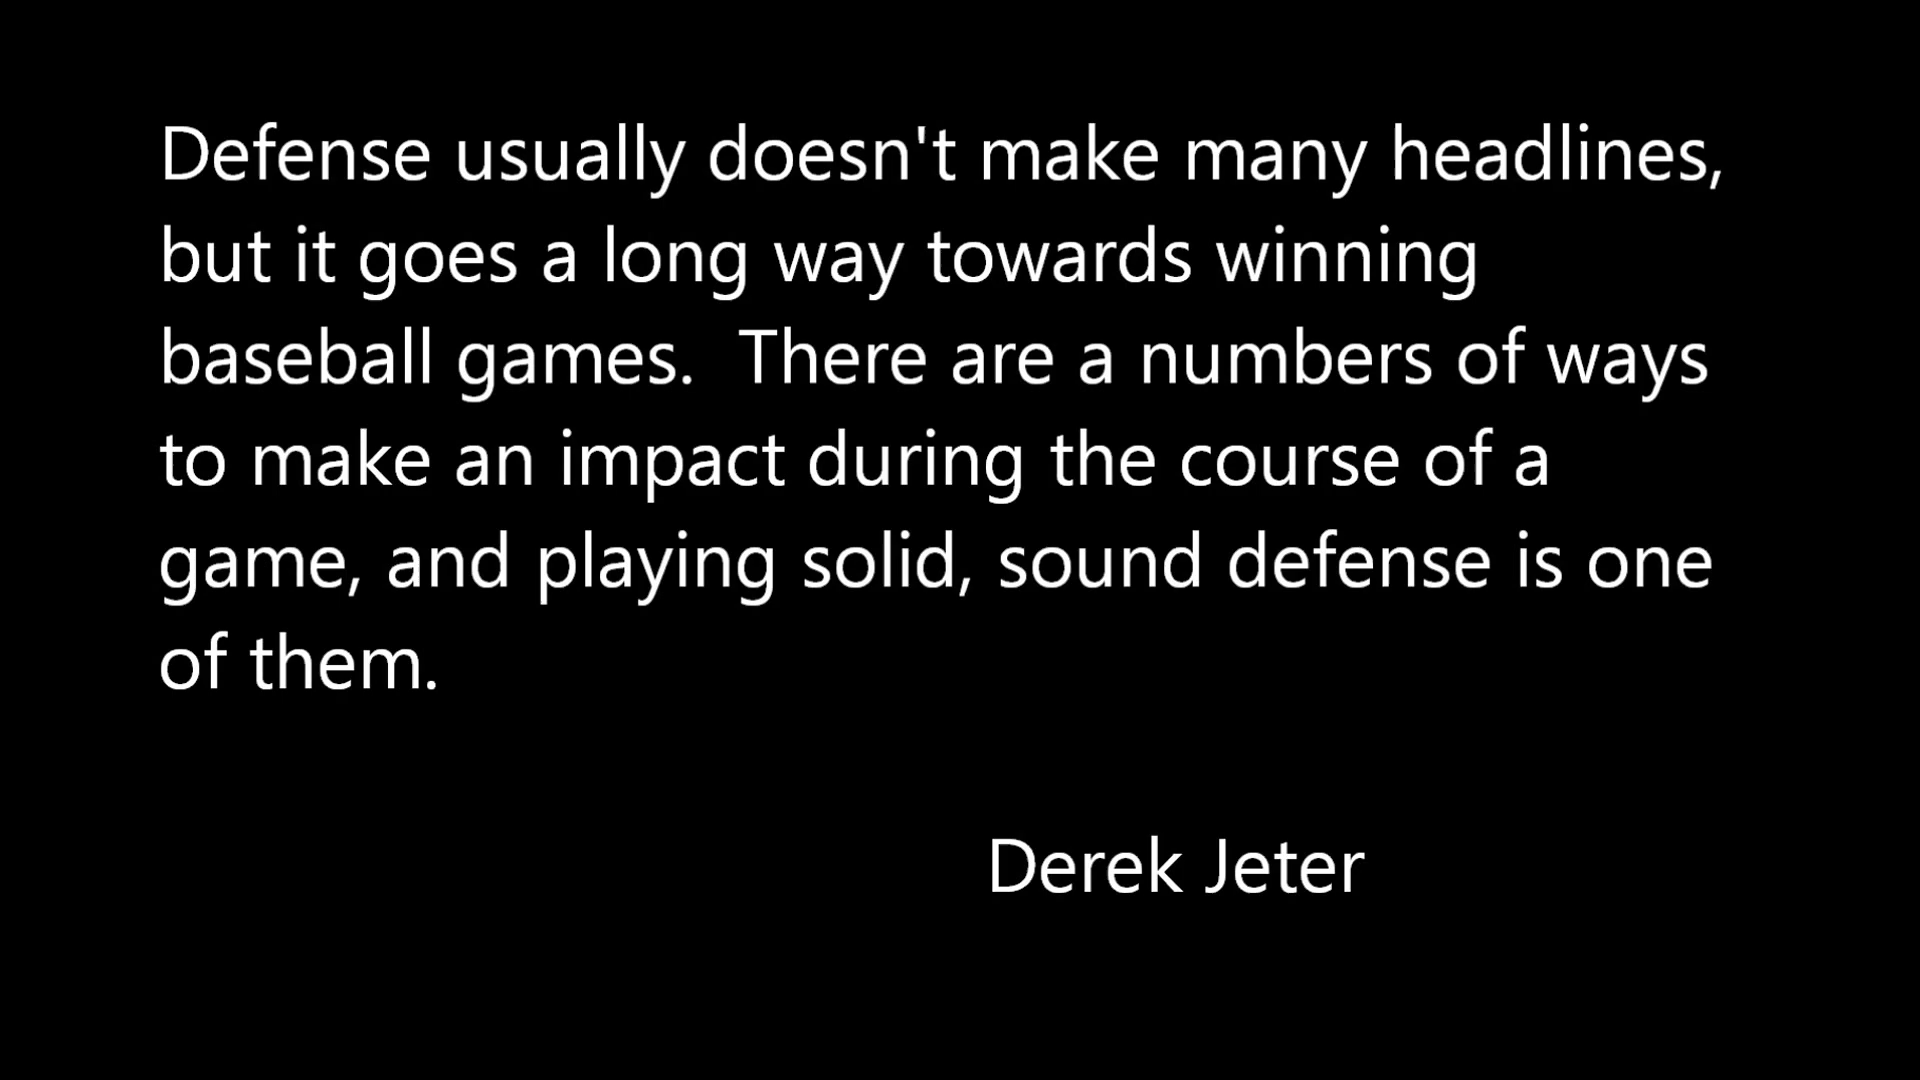 Defense usually doesn't make many headlines,
but it goes a long way towards winning
baseball games.  There are a numbers of ways
to make an impact during the course of a
game, and playing solid, sound defense is one
of them.
Derek Jeter